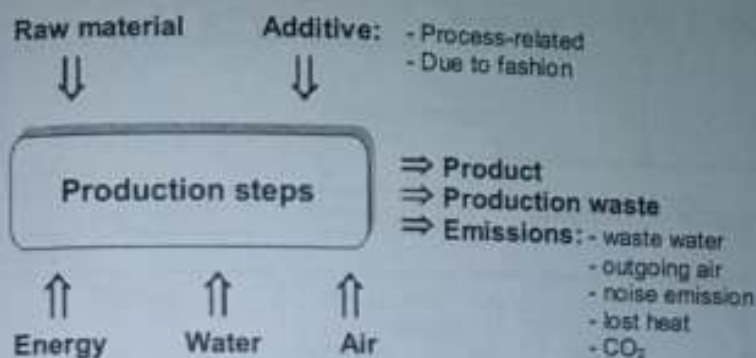 Raw material Additive: - Process-related
- Due to fashion
Production steps
⇒ Product
⇒ Production waste
⇒ Emissions: - waste water
- outgoing air
- noise emission
- lost heat
- CO₂
Energy Water Air